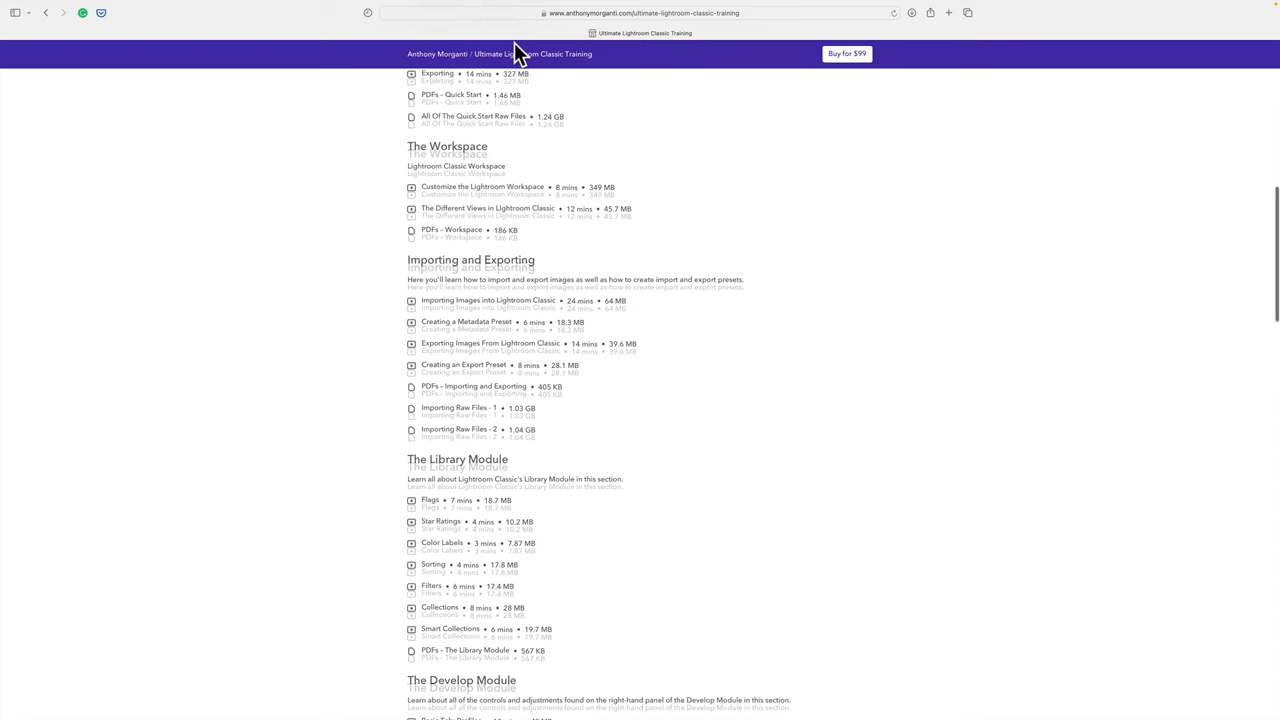 www.anthonymorganti.com/ultimate-lightroom-classic-training
Ultimate Lightroom Classic Training
Anthony Morganti / Ultimate Lightroom Classic Training
Buy for $99
Exporting • 14 mins • 327 MB
PDFs – Quick Start • 1.46 MB
All Of The Quick Start Raw Files • 1.24 GB
The Workspace
Lightroom Classic Workspace
Customize the Lightroom Workspace • 8 mins • 349 MB
The Different Views in Lightroom Classic • 12 mins • 45.7 MB
PDFs – Workspace • 186 KB
Importing and Exporting
Here you'll learn how to import and export images as well as how to create import and export presets.
Importing Images into Lightroom Classic • 24 mins • 64 MB
Creating a Metadata Preset • 6 mins • 18.3 MB
Exporting Images From Lightroom Classic • 14 mins • 39.6 MB
Creating an Export Preset • 8 mins • 28.1 MB
PDFs – Importing and Exporting • 405 KB
Importing Raw Files - 1 • 1.03 GB
Importing Raw Files - 2 • 1.04 GB
The Library Module
Learn all about Lightroom Classic's Library Module in this section.
Flags • 7 mins • 18.7 MB
Star Ratings • 4 mins • 10.2 MB
Color Labels • 3 mins • 7.87 MB
Sorting • 4 mins • 17.8 MB
Filters • 6 mins • 17.4 MB
Collections • 8 mins • 28 MB
Smart Collections • 6 mins • 19.7 MB
PDFs – The Library Module • 567 KB
The Develop Module
Learn about all of the controls and adjustments found on the right-hand panel of the Develop Module in this section.